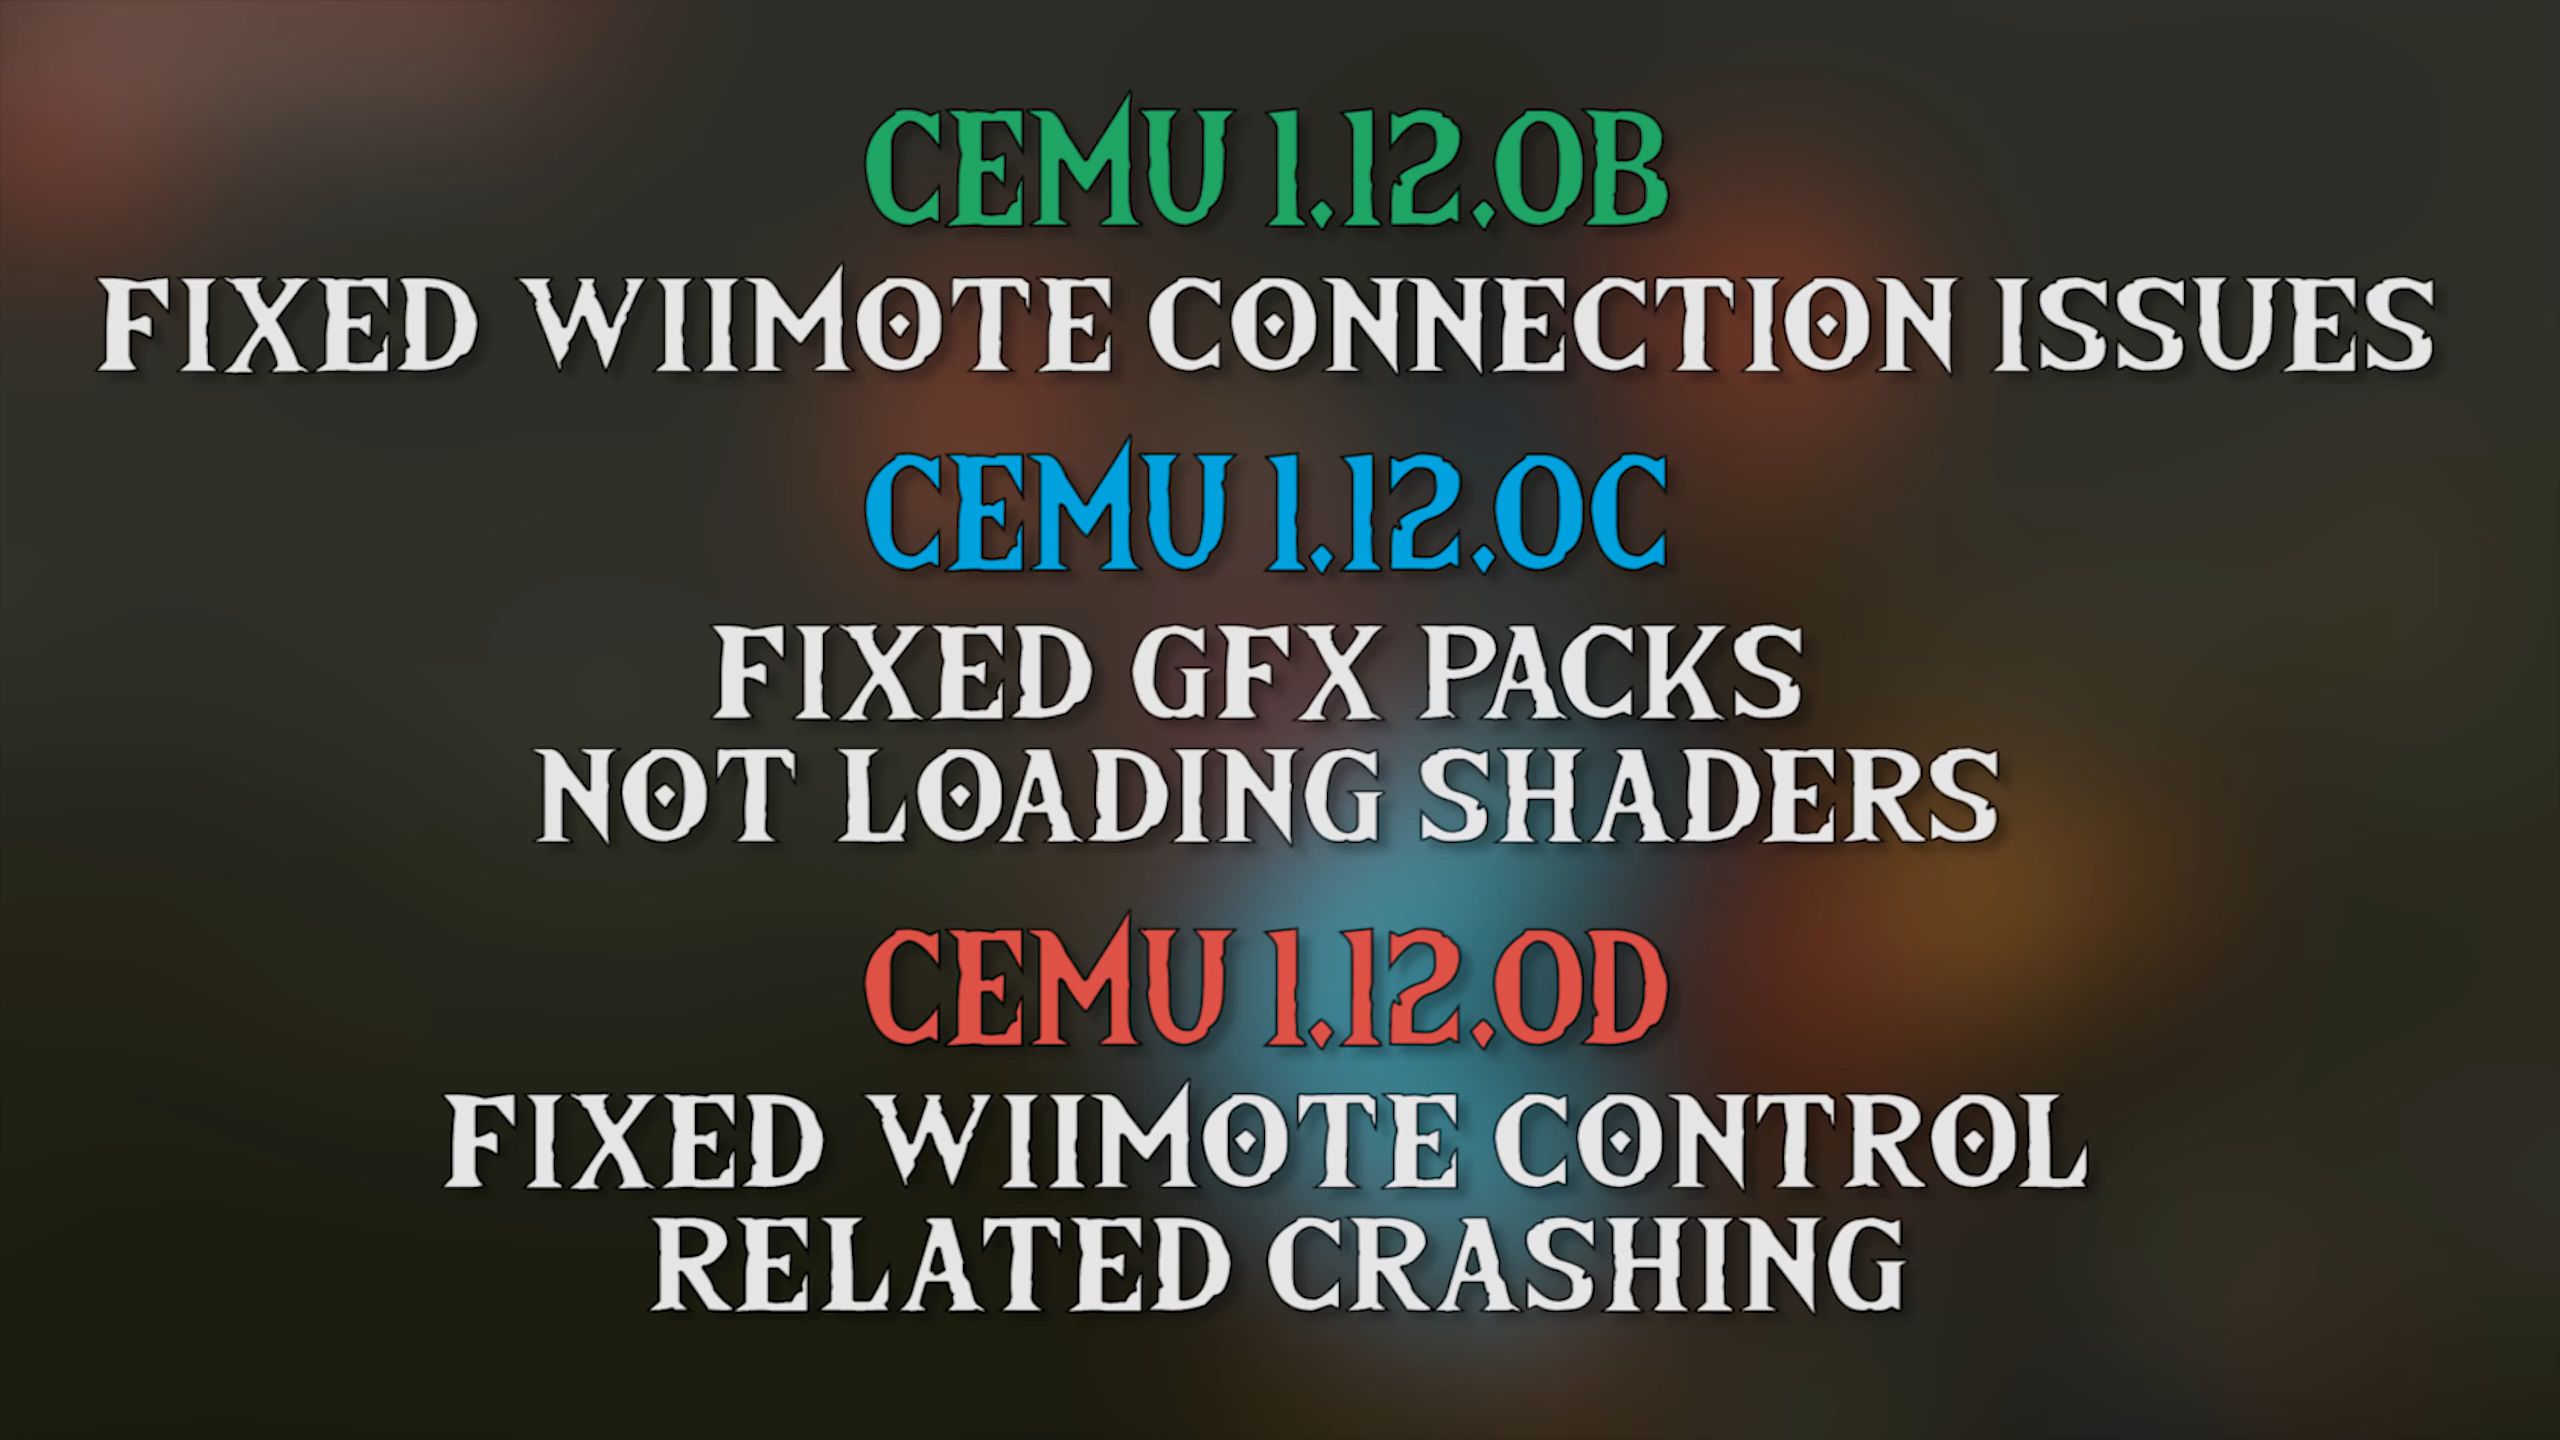 CEMU 1.12.0B
FIXED WIIMOTE CONNECTION ISSUES
CEMU 1.12.0C
FIXED GFX PACKS
NOT LOADING SHADERS
CEMU 1.12.0D
FIXED WIIMOTE CONTROL
RELATED CRASHING